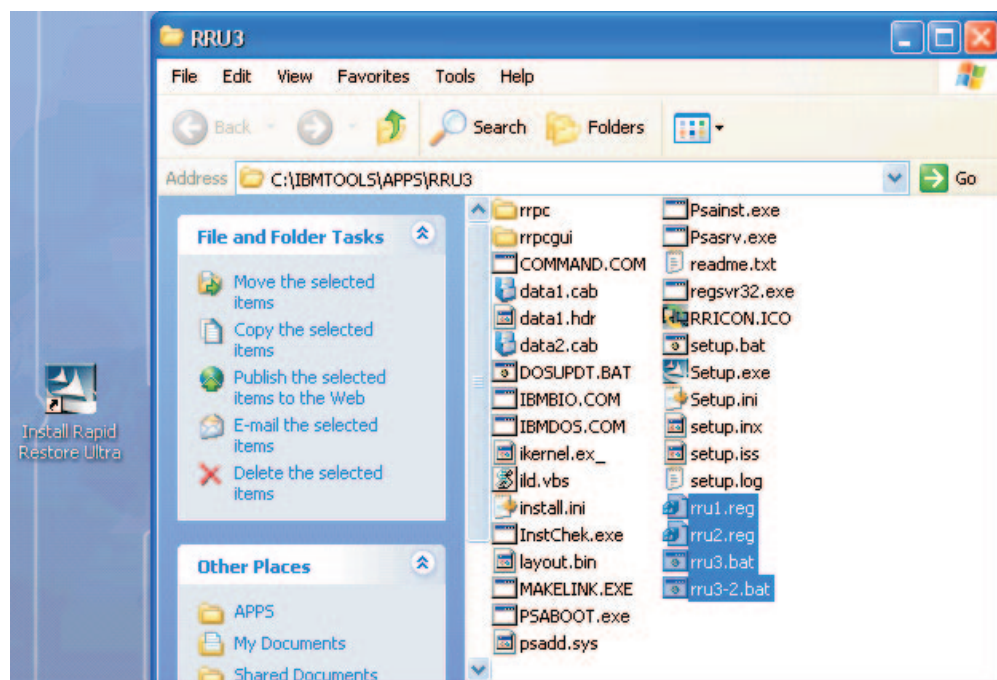 RRU3
File Edit View Favorites Tools Help
Back Search Folders
Address C:\IBMTOOLS\APPS\RRU3 Go
File and Folder Tasks
Move the selected
items
Copy the selected
items
Publish the selected
items to the Web
E-mail the selected
items
Delete the selected
items
Other Places
APPS
My Documents
Shared Documents
rrpc
rrpcgui
COMMAND.COM
data1.cab
data1.hdr
data2.cab
DOSUPDT.BAT
IBMBIO.COM
IBMDOS.COM
ikernel.ex_
ild.vbs
install.ini
InstChek.exe
layout.bin
MAKELINK.EXE
PSABOOT.exe
psadd.sys
Psainst.exe
Psasrv.exe
readme.txt
regsvr32.exe
RRICON.ICO
setup.bat
Setup.exe
Setup.ini
setup.inx
setup.iss
setup.log
rru1.reg
rru2.reg
rru3.bat
rru3-2.bat
Install Rapid
Restore Ultra